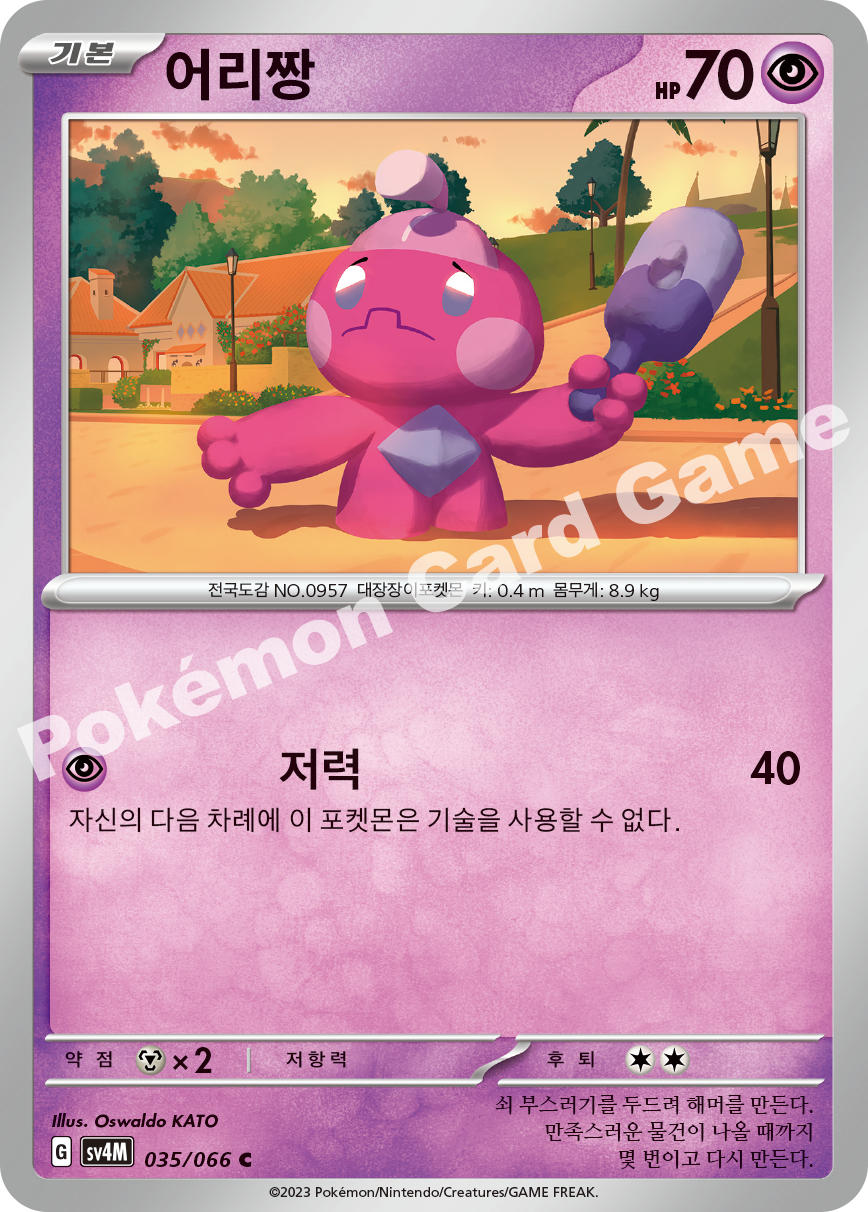 기본 어리짱 HP 70
전국도감 NO.0957 대장장이포켓몬 키: 0.4 m 몸무게: 8.9 kg
Pokémon Card Game
저력 40
자신의 다음 차례에 이 포켓몬은 기술을 사용할 수 없다.
약점 ×2 저항력 후퇴
쇠 부스러기를 두드려 해머를 만든다.
만족스러운 물건이 나올 때까지
몇 번이고 다시 만든다.
Illus. Oswaldo KATO
G SV4M 035/066 C
©2023 Pokémon/Nintendo/Creatures/GAME FREAK.